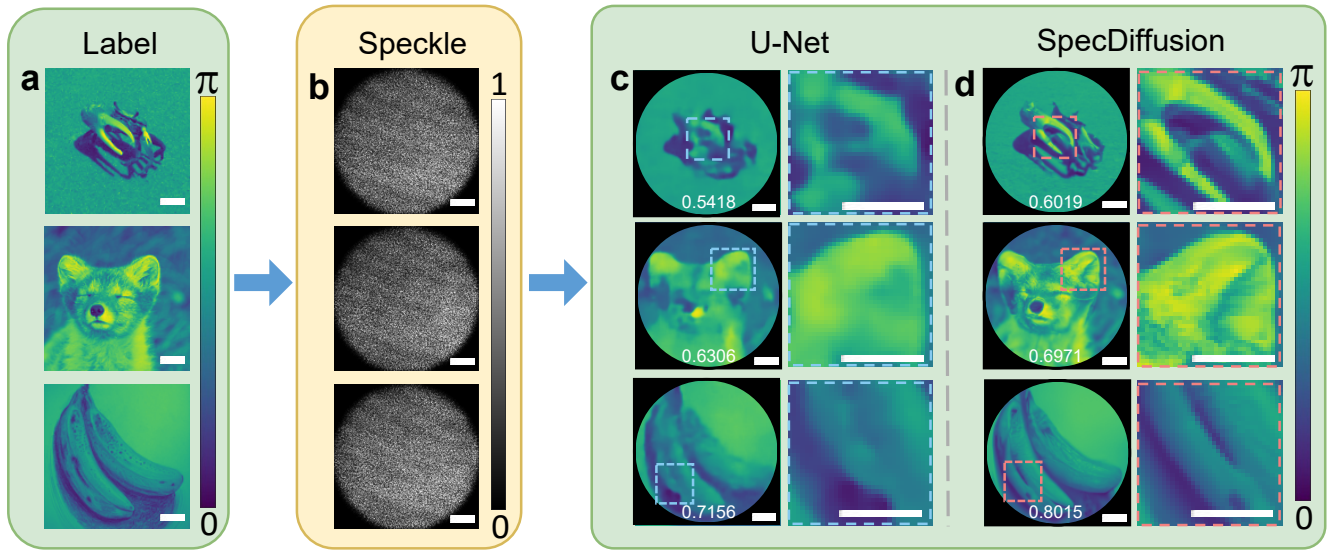 Label
Speckle
U-Net
SpecDiffusion
a
π
0
b
1
0
c
d
π
0
0.5418
0.6019
0.6306
0.6971
0.7156
0.8015